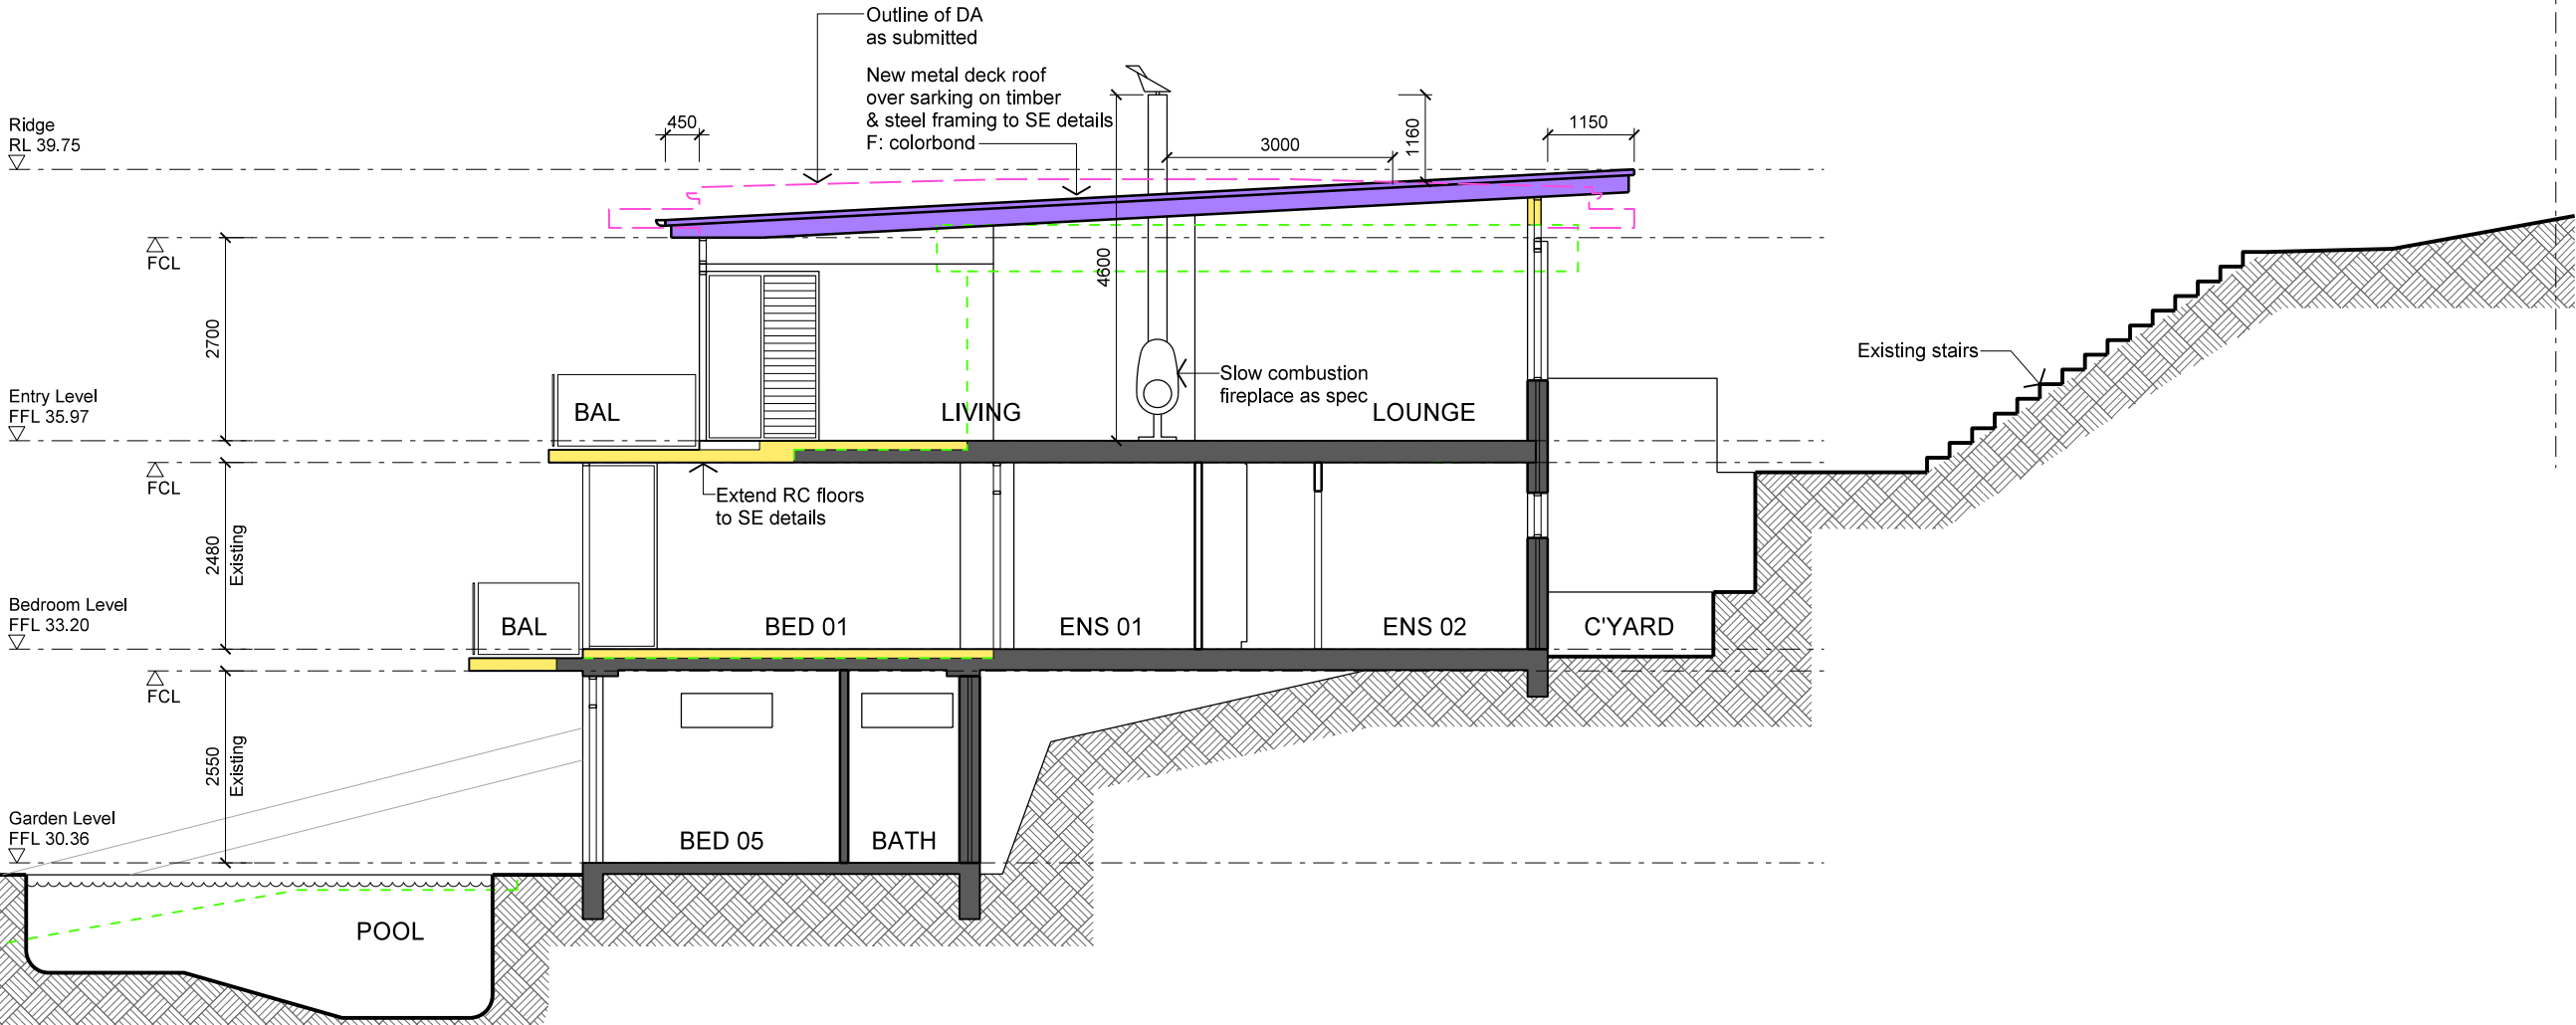 Outline of DA
as submitted
New metal deck roof
over sarking on timber
& steel framing to SE details
F: colorbond
Ridge
RL 39.75
450
3000
1160
1150
FCL
4600
2700
Existing stairs
Slow combustion
fireplace as spec
Entry Level
FFL 35.97
BAL
LIVING
LOUNGE
FCL
Extend RC floors
to SE details
2480
Existing
Bedroom Level
FFL 33.20
BAL
BED 01
ENS 01
ENS 02
C'YARD
FCL
2550
Existing
Garden Level
FFL 30.36
BED 05
BATH
POOL